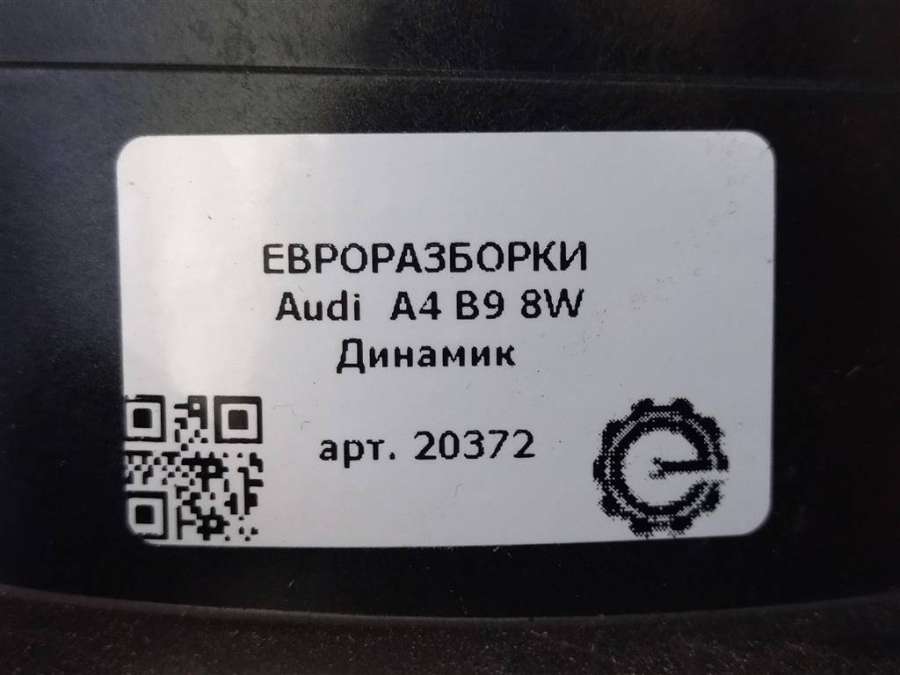 ЕВРОРАЗБОРКИ
Audi A4 B9 8W
Динамик
арт. 20372